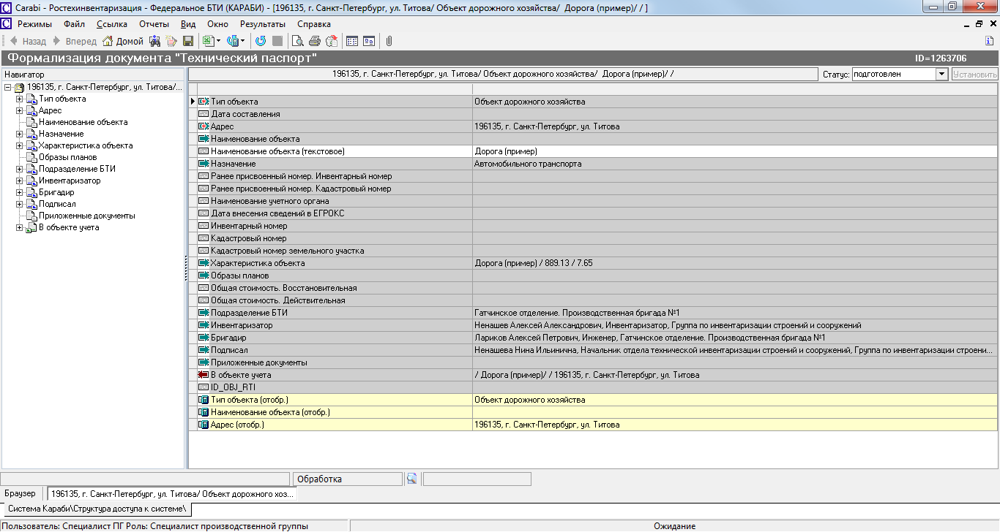 Carabi - Ростехинвентаризация - Федеральное БТИ (КАРАБИ) - [196135, г. Санкт-Петербург, ул. Титова/ Объект дорожного хозяйства/ Дорога (пример)/ / ]
Режимы Файл Ссылка Отчеты Вид Окно Результаты Справка
Назад Вперед Домой
Формализация документа "Технический паспорт" ID=1263706
Навигатор
196135, г. Санкт-Петербург, ул. Титова/...
Тип объекта
Адрес
Наименование объекта
Назначение
Характеристика объекта
Образы планов
Подразделение БТИ
Инвентаризатор
Бригадир
Подписал
Приложенные документы
В объекте учета
196135, г. Санкт-Петербург, ул. Титова/ Объект дорожного хозяйства/ Дорога (пример)/ / Статус: подготовлен Установить
Тип объекта Объект дорожного хозяйства
Дата составления
Адрес 196135, г. Санкт-Петербург, ул. Титова
Наименование объекта
Наименование объекта (текстовое) Дорога (пример)
Назначение Автомобильного транспорта
Ранее присвоенный номер. Инвентарный номер
Ранее присвоенный номер. Кадастровый номер
Наименование учетного органа
Дата внесения сведений в ЕГРОКС
Инвентарный номер
Кадастровый номер
Кадастровый номер земельного участка
Характеристика объекта Дорога (пример) / 889.13 / 7.65
Образы планов
Общая стоимость. Восстановительная
Общая стоимость. Действительная
Подразделение БТИ Гатчинское отделение. Производственная бригада №1
Инвентаризатор Ненашев Алексей Александрович, Инвентаризатор, Группа по инвентаризации строений и сооружений
Бригадир Лариков Алексей Петрович, Инженер, Гатчинское отделение. Производственная бригада №1
Подписал Ненашева Нина Ильинична, Начальник отдела технической инвентаризации строений и сооружений, Группа по инвентаризации строени...
Приложенные документы
В объекте учета / Дорога (пример)/ / 196135, г. Санкт-Петербург, ул. Титова
ID_OBJ_RTI
Тип объекта (отобр.) Объект дорожного хозяйства
Наименование объекта (отобр.)
Адрес (отобр.) 196135, г. Санкт-Петербург, ул. Титова
Обработка
Браузер 196135, г. Санкт-Петербург, ул. Титова/ Объект дорожного хоз...
Система Караби\Структура доступа к системе\
Пользователь: Специалист ПГ Роль: Специалист производственной группы Ожидание